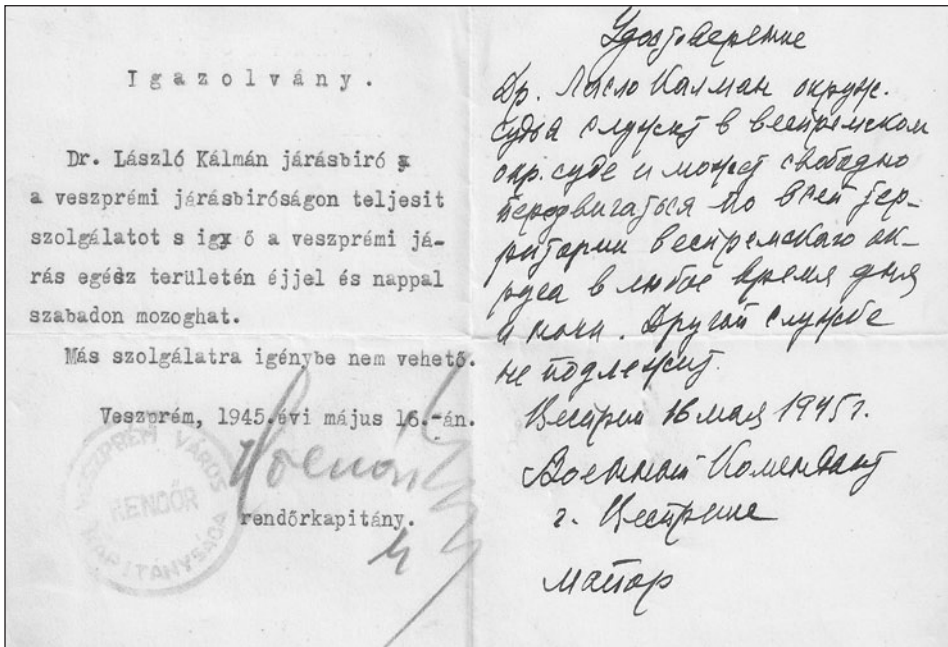 Igazolvány.
Dr. László Kálmán járásbiró
a veszprémi járásbiróságon teljesit
szolgálatot s igy ő a veszprémi já-
rás egész területén éjjel és nappal
szabadon mozoghat.
Más szolgálatra igénybe nem vehető.
Veszprém, 1945.évi május 16.-án.
rendőrkapitány.
VESZPRÉM VÁROS
RENDŐR
KAPITÁNYSÁGA
Удостоверение
Др. Ласло Калман окруж.
судья служит в веспремском
окр. суде и может свободно
передвигаться по всей тер-
ритории веспремского ок-
руга в любое время дня
и ночи. Другой службе
не подлежит.
Веспрем 16 мая 1945 г.
Военный Комендант
г. Веспрема
майор